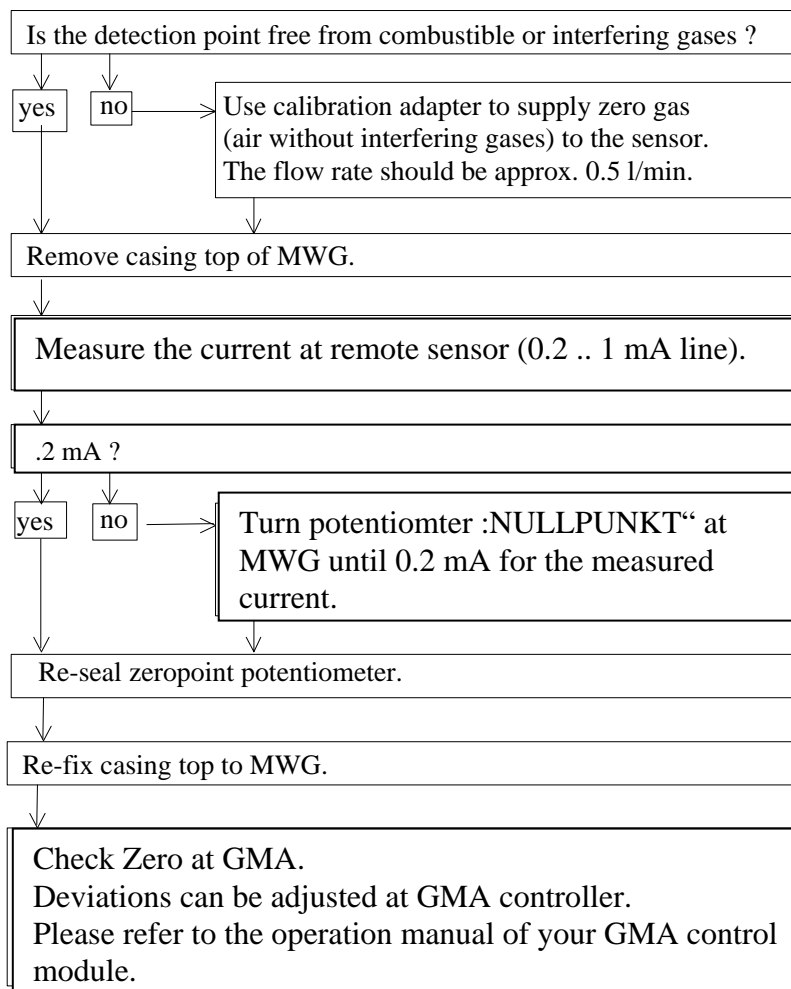 Is the detection point free from combustible or interfering gases ?
yes
no
Use calibration adapter to supply zero gas
(air without interfering gases) to the sensor.
The flow rate should be approx. 0.5 l/min.
Remove casing top of MWG.
Measure the current at remote sensor (0.2 .. 1 mA line).
.2 mA ?
yes
no
Turn potentiomter :NULLPUNKT“ at
MWG until 0.2 mA for the measured
current.
Re-seal zeropoint potentiometer.
Re-fix casing top to MWG.
Check Zero at GMA.
Deviations can be adjusted at GMA controller.
Please refer to the operation manual of your GMA control
module.